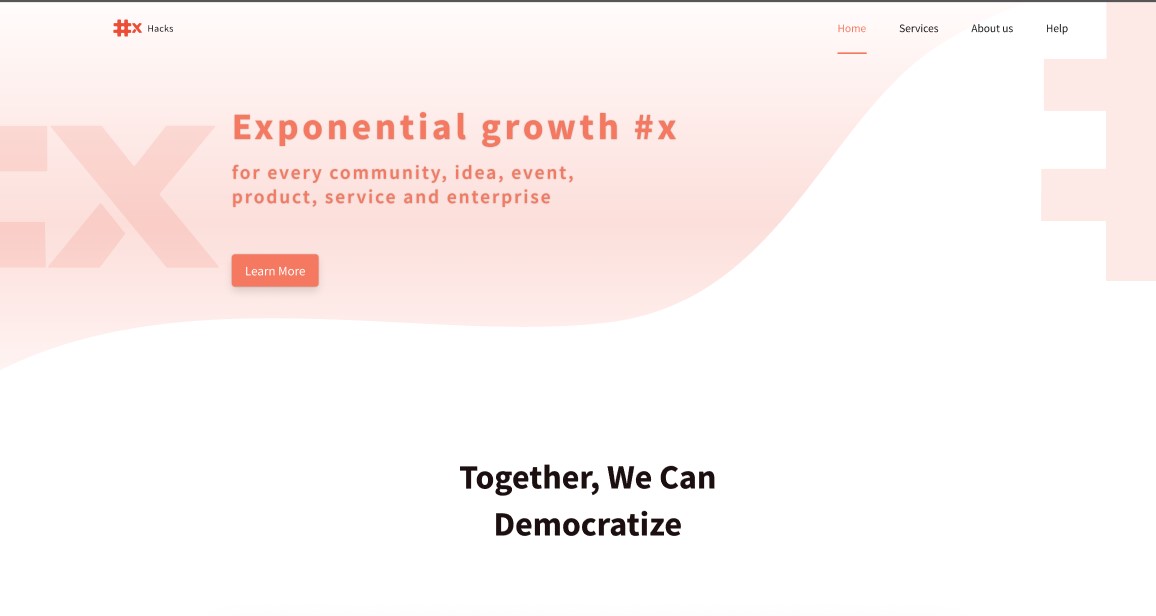 #x Hacks
Home Services About us Help
Exponential growth #x
for every community, idea, event,
product, service and enterprise
Learn More
Together, We Can
Democratize